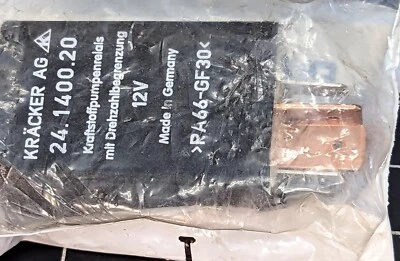 KRÄCKER AG
24.1400.20
Kraftstoffpumpenrelais
mit Drehzahlbegrenzung
12V
Made in Germany
>PA66-GF30<